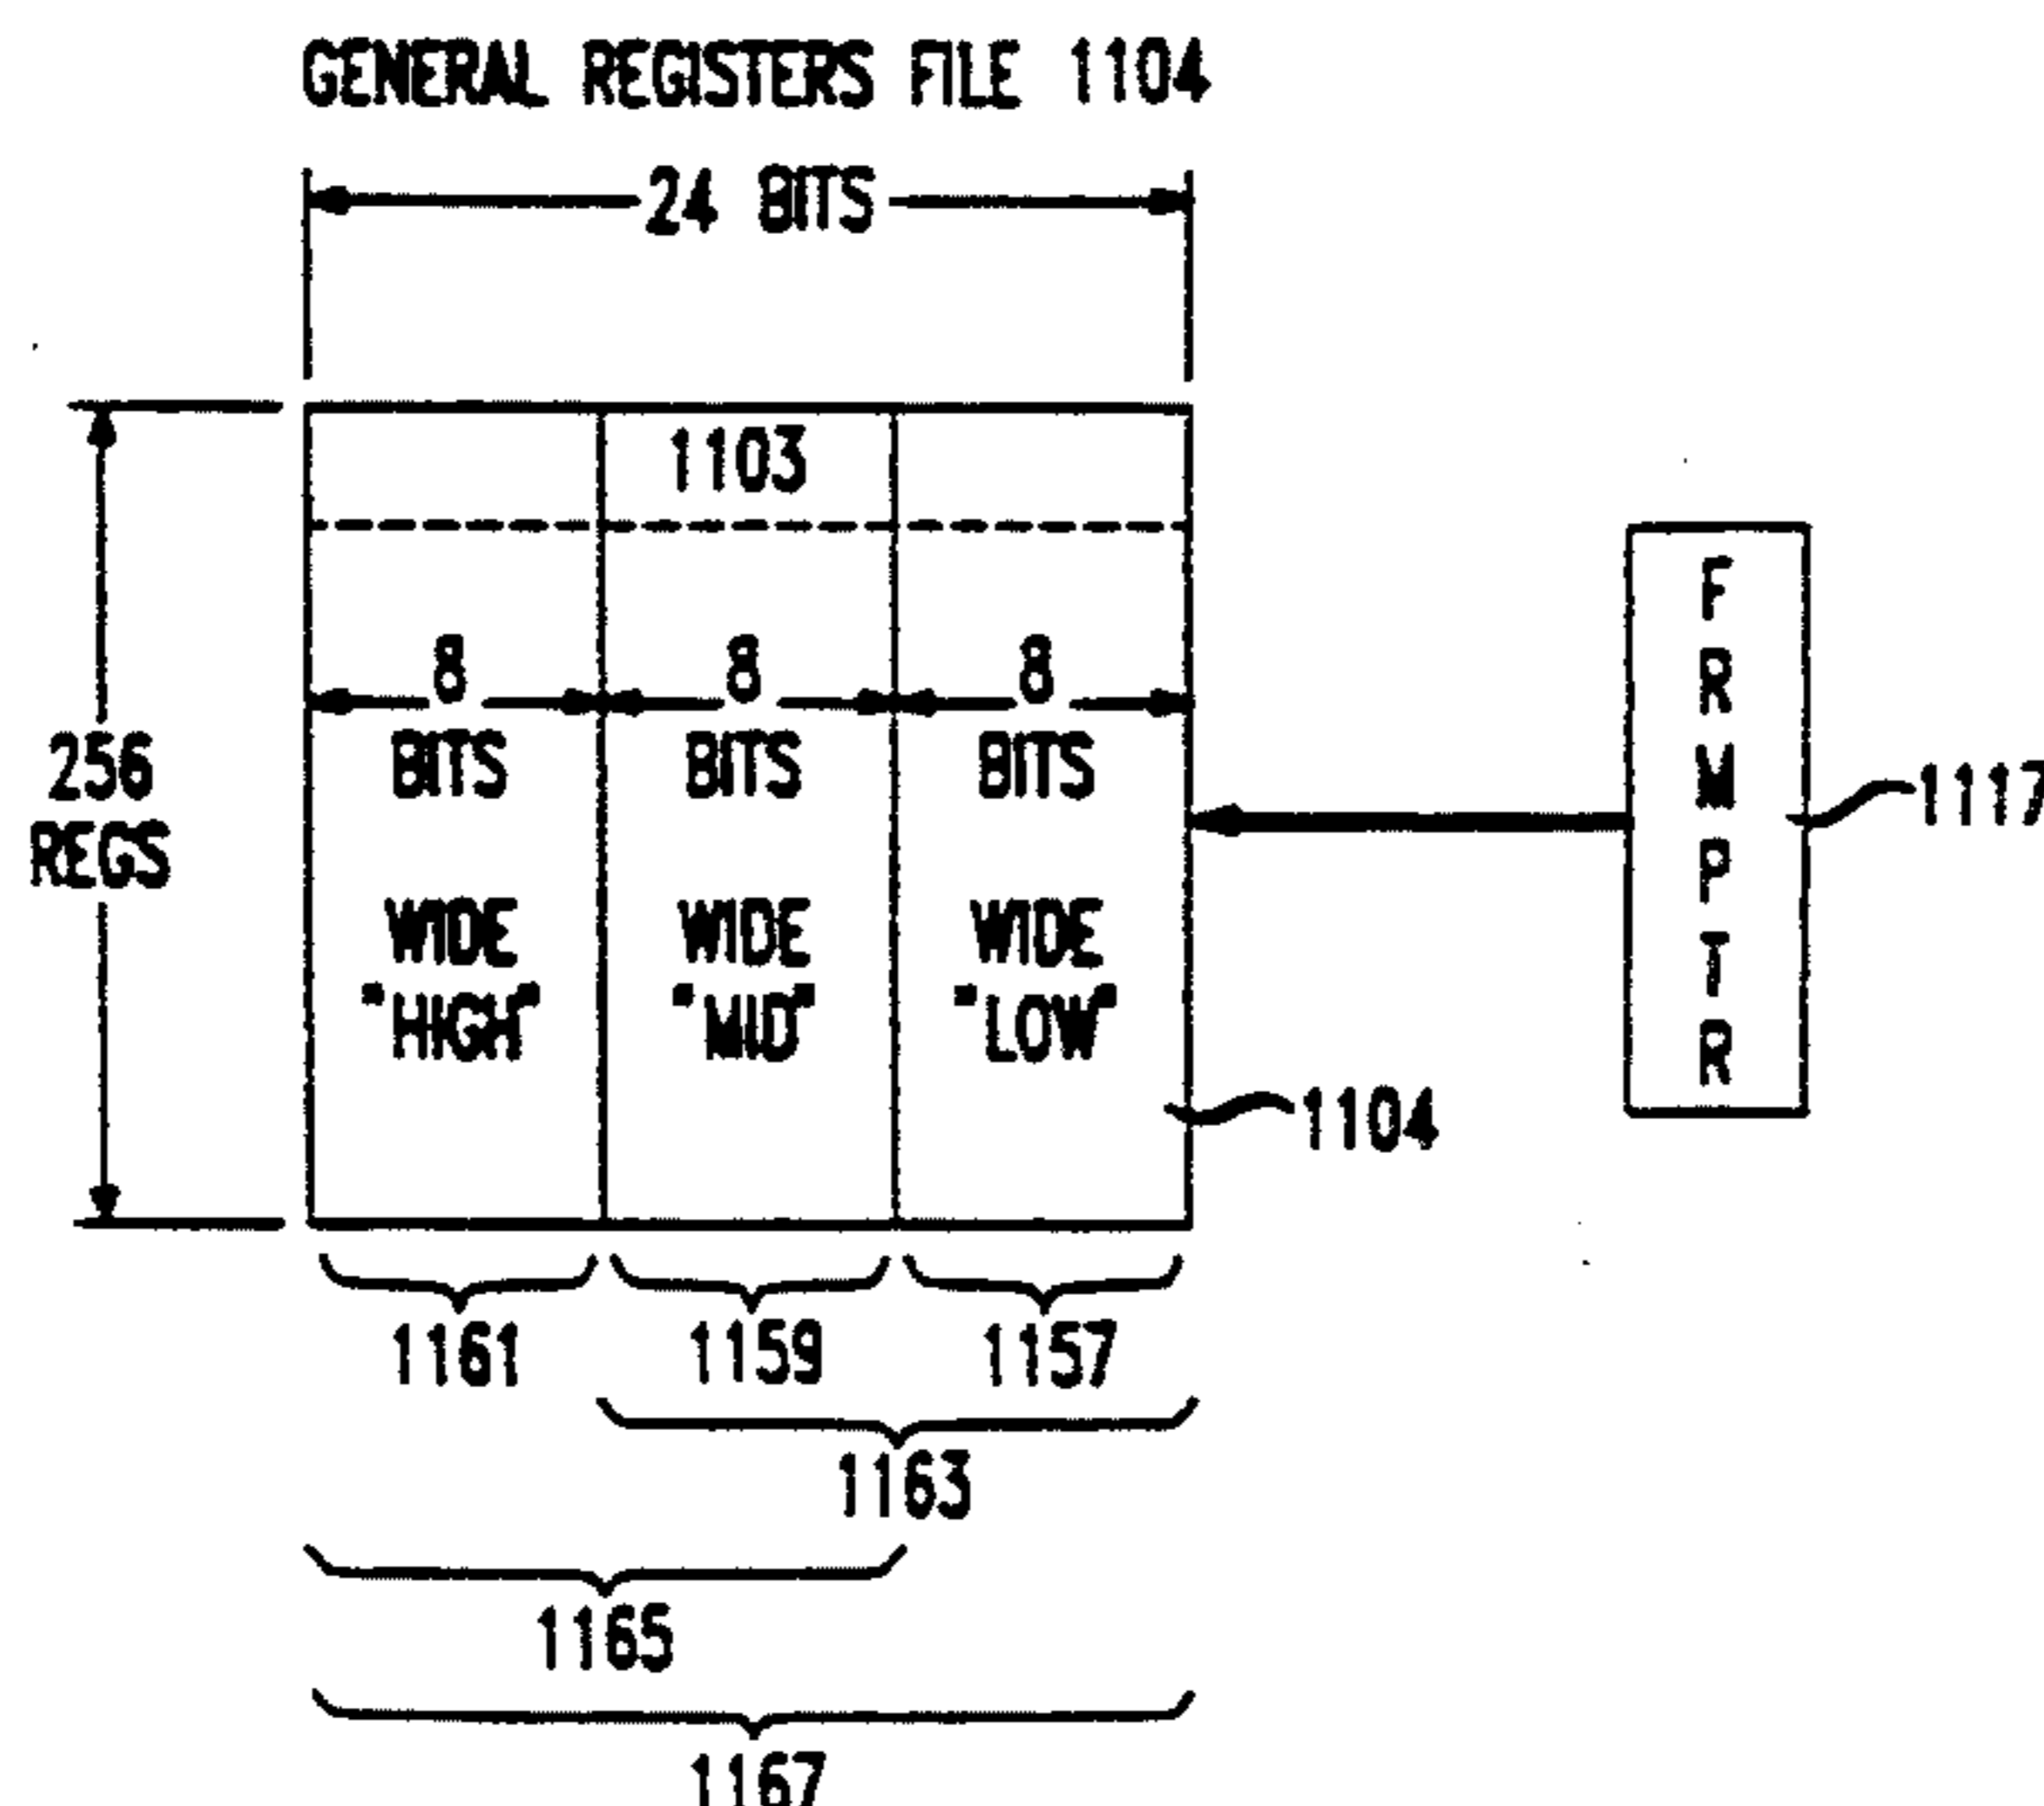 GENERAL REGISTERS FILE 1104
24 BITS
1103
8 8 8
BITS BITS BITS
256
REGS
WIDE WIDE WIDE
"HIGH" "MID" "LOW"
F
R
M
P
T
R
1117
1104
1161 1159 1157
1163
1165
1167